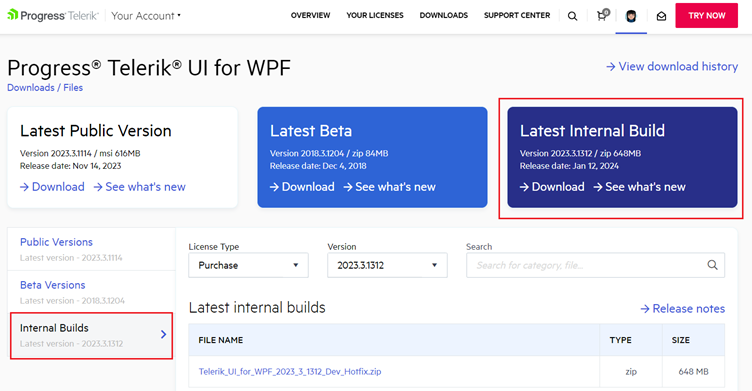 Progress® Telerik® Your Account
OVERVIEW YOUR LICENSES DOWNLOADS SUPPORT CENTER 0 TRY NOW
Progress® Telerik® UI for WPF
View download history
Downloads / Files
Latest Public Version
Version 2023.3.1114 / msi 616MB
Release date: Nov 14, 2023
Download See what's new
Latest Beta
Version 2018.3.1204 / zip 84MB
Release date: Dec 4, 2018
Download See what's new
Latest Internal Build
Version 2023.3.1312 / zip 648MB
Release date: Jan 12, 2024
Download See what's new
Public Versions
Latest version - 2023.3.1114
Beta Versions
Latest version - 2018.3.1204
Internal Builds
Latest version - 2023.3.1312
License Type Version Search
Purchase 2023.3.1312 Search for category, file...
Latest internal builds Release notes
FILE NAME TYPE SIZE
Telerik_UI_for_WPF_2023_3_1312_Dev_Hotfix.zip zip 648 MB